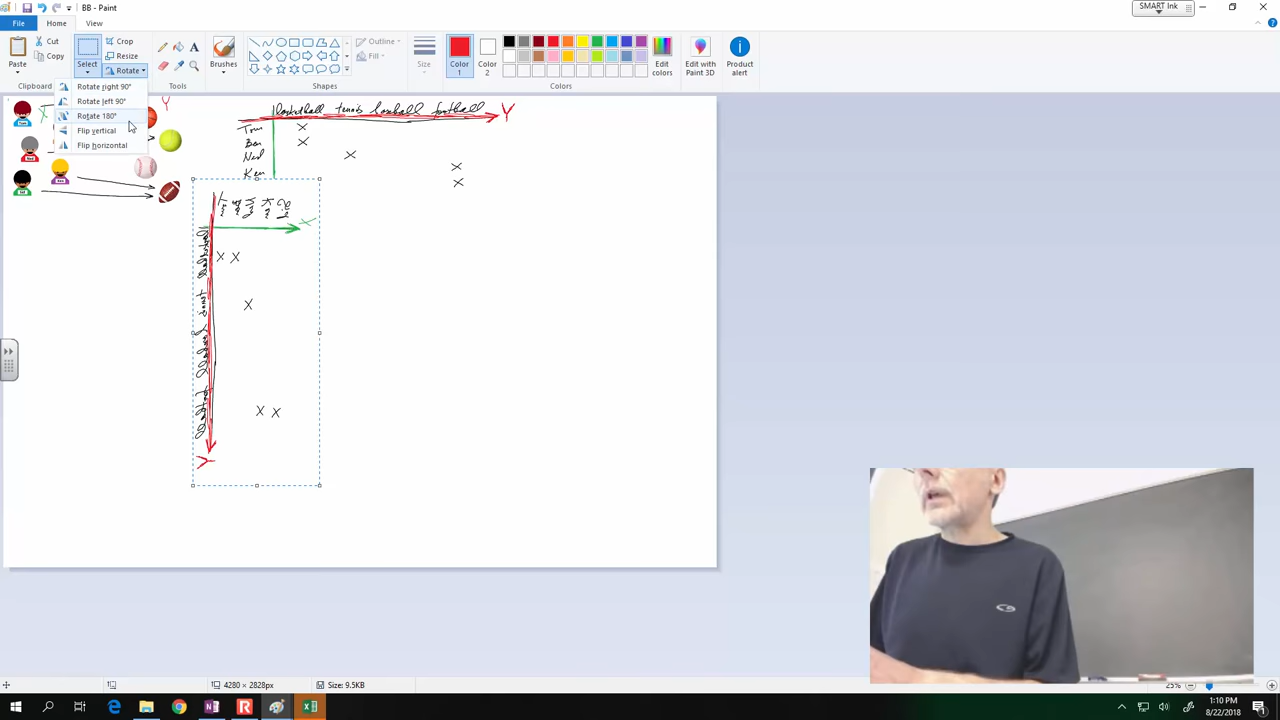 BB - Paint
SMART Ink
File Home View
Paste
Cut
Copy
Clipboard
Select
Crop
Resize
Rotate
Rotate right 90°
Rotate left 90°
Rotate 180°
Flip vertical
Flip horizontal
Tools
Brushes
Outline
Fill
Shapes
Size
Color 1
Color 2
Colors
Edit colors
Edit with Paint 3D
Product alert
Y
basketball tennis baseball football Y
Tom X
Ben X
Ned X
X
Ken X
X
X X
X
X X
Y
4280 × 2828px
Size: 9.5KB
25%
1:10 PM
8/22/2018